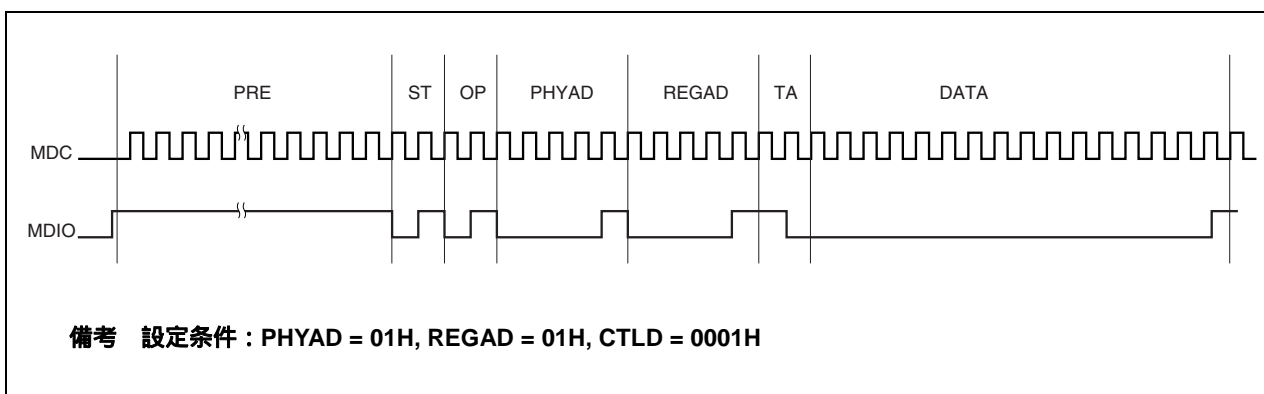 PRE ST OP PHYAD REGAD TA DATA
MDC
MDIO
備考 設定条件：PHYAD = 01H, REGAD = 01H, CTLD = 0001H